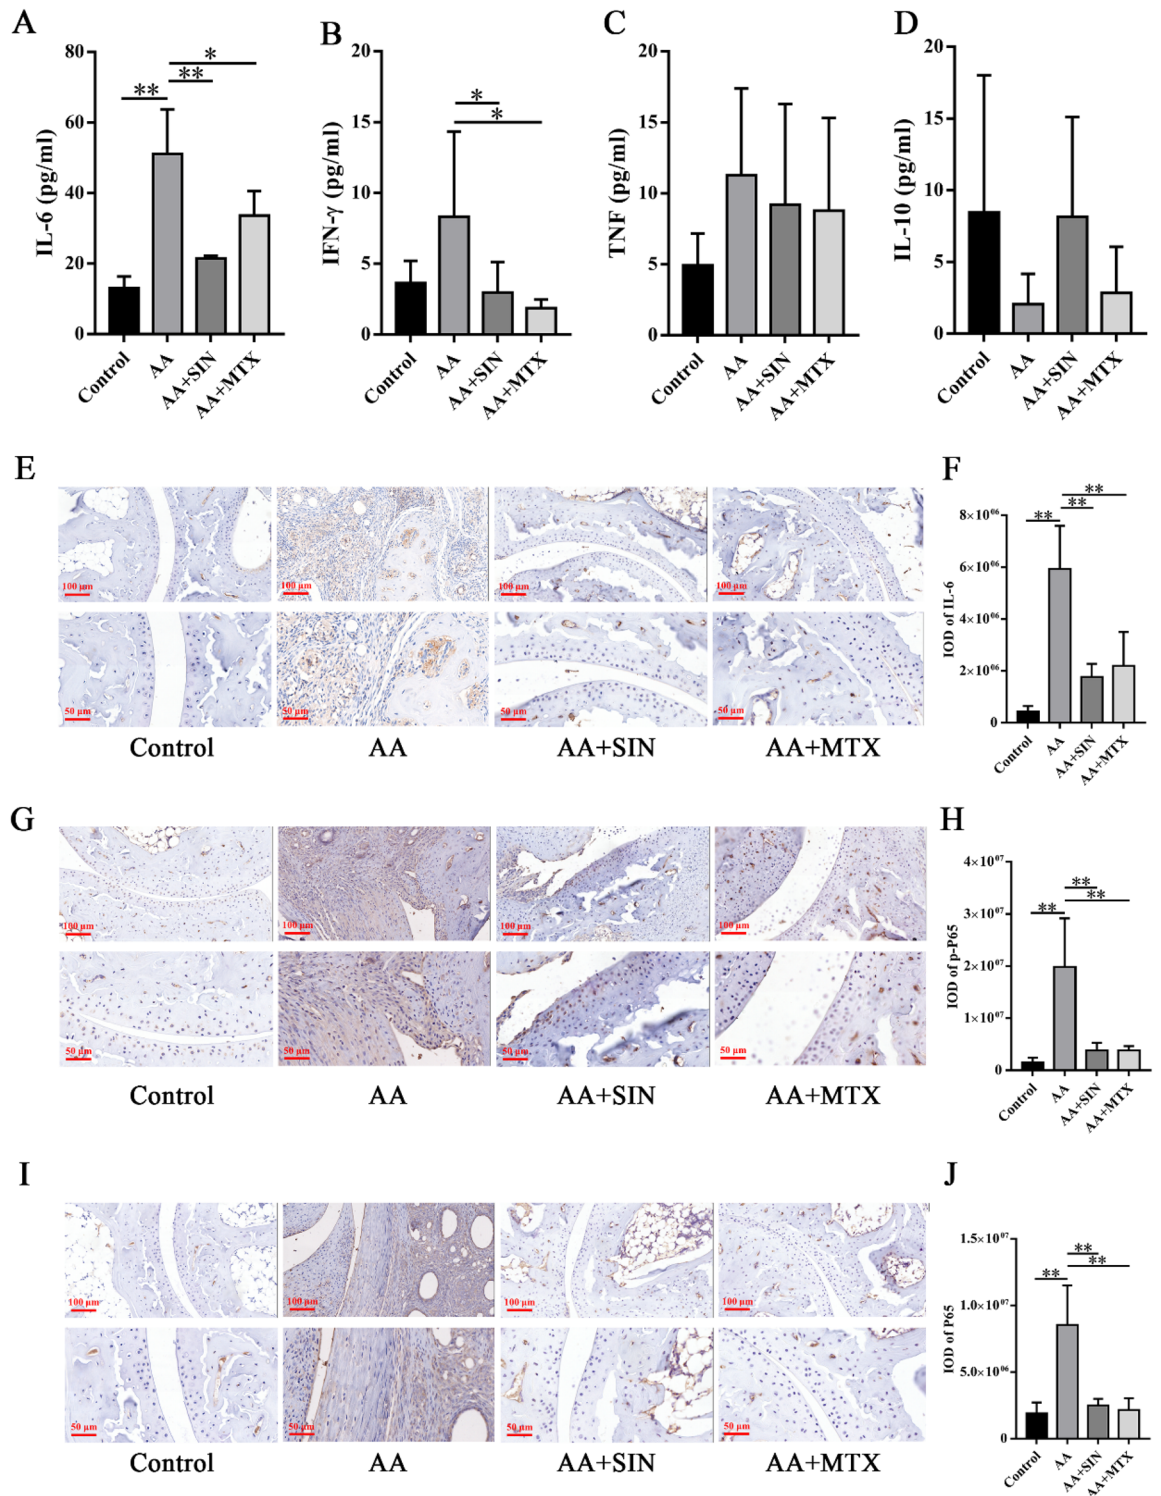 A
B
C
D
IL-6 (pg/ml)
80
60
40
20
0
**
**
*
Control
AA
AA+SIN
AA+MTX
IFN-γ (pg/ml)
20
15
10
5
0
*
*
Control
AA
AA+SIN
AA+MTX
TNF (pg/ml)
20
15
10
5
0
Control
AA
AA+SIN
AA+MTX
IL-10 (pg/ml)
20
15
10
5
0
Control
AA
AA+SIN
AA+MTX
E
100 μm
100 μm
100 μm
100 μm
50 μm
50 μm
50 μm
50 μm
Control
AA
AA+SIN
AA+MTX
F
IOD of IL-6
8×10⁰⁶
6×10⁰⁶
4×10⁰⁶
2×10⁰⁶
0
**
**
**
Control
AA
AA+SIN
AA+MTX
G
100 μm
100 μm
100 μm
100 μm
50 μm
50 μm
50 μm
50 μm
Control
AA
AA+SIN
AA+MTX
H
IOD of p-P65
4×10⁰⁷
3×10⁰⁷
2×10⁰⁷
1×10⁰⁷
0
**
**
**
Control
AA
AA+SIN
AA+MTX
I
100 μm
100 μm
100 μm
100 μm
50 μm
50 μm
50 μm
50 μm
Control
AA
AA+SIN
AA+MTX
J
IOD of P65
1.5×10⁰⁷
1.0×10⁰⁷
5.0×10⁰⁶
0
**
**
**
Control
AA
AA+SIN
AA+MTX